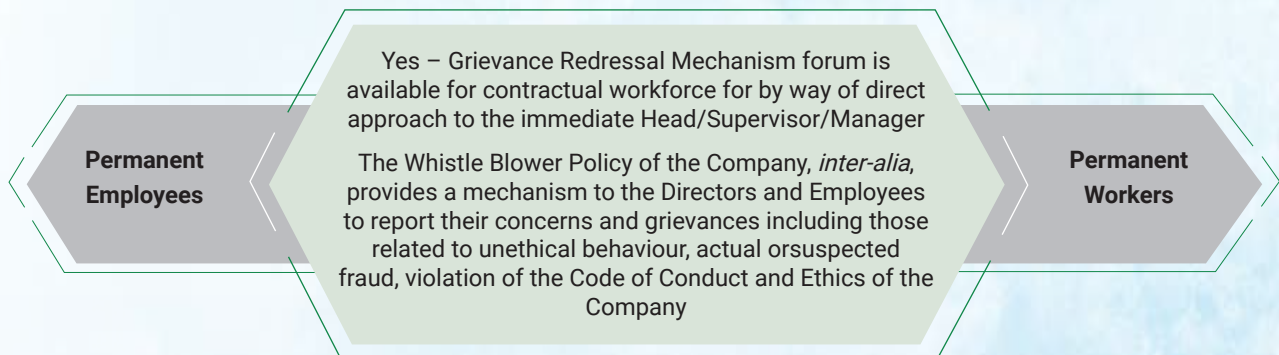 Permanent
Employees
Yes – Grievance Redressal Mechanism forum is
available for contractual workforce for by way of direct
approach to the immediate Head/Supervisor/Manager
The Whistle Blower Policy of the Company, inter-alia,
provides a mechanism to the Directors and Employees
to report their concerns and grievances including those
related to unethical behaviour, actual orsuspected
fraud, violation of the Code of Conduct and Ethics of the
Company
Permanent
Workers